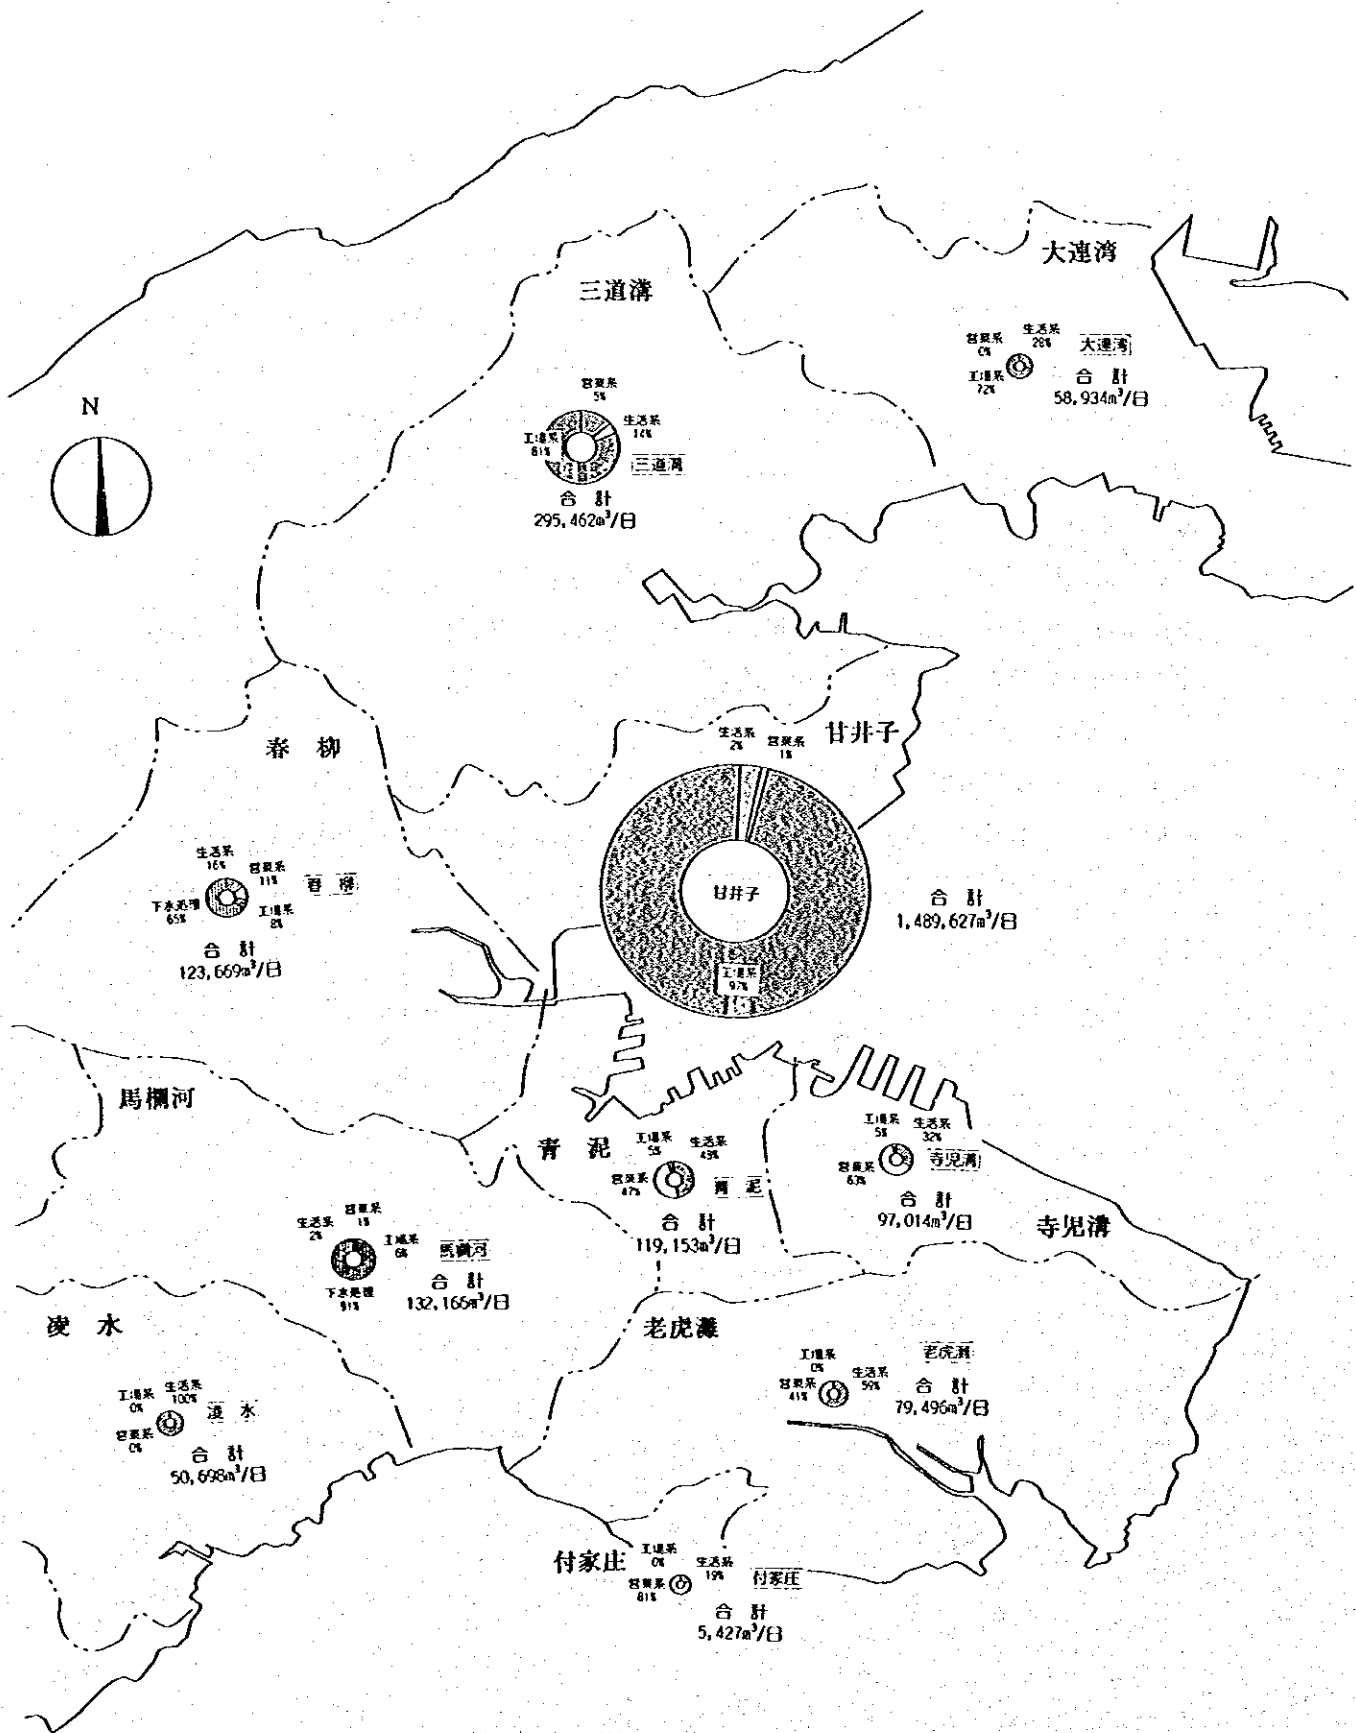 大連湾
三道溝
営業系
0%
生活系
28%
大連湾
工場系
72%
合計
58,934m³/日
N
営業系
5%
生活系
14%
工場系
81%
三道溝
合計
295,462m³/日
春柳
甘井子
生活系
2%
営業系
1%
甘井子
工場系
97%
合計
1,489,627m³/日
生活系
16%
営業系
11%
春柳
下水処理
65%
工場系
8%
合計
123,669m³/日
馬欄河
青泥
工場系
5%
生活系
48%
営業系
47%
青泥
合計
119,153m³/日
工場系
5%
生活系
32%
営業系
63%
寺児溝
合計
97,014m³/日
寺児溝
営業系
1%
生活系
2%
工場系
6%
馬欄河
下水処理
91%
合計
132,166m³/日
凌水
老虎灘
工場系
0%
生活系
100%
凌水
営業系
0%
合計
50,698m³/日
工場系
0%
老虎灘
営業系
41%
生活系
59%
合計
79,496m³/日
付家庄
工場系
0%
生活系
19%
営業系
81%
付家庄
合計
5,427m³/日